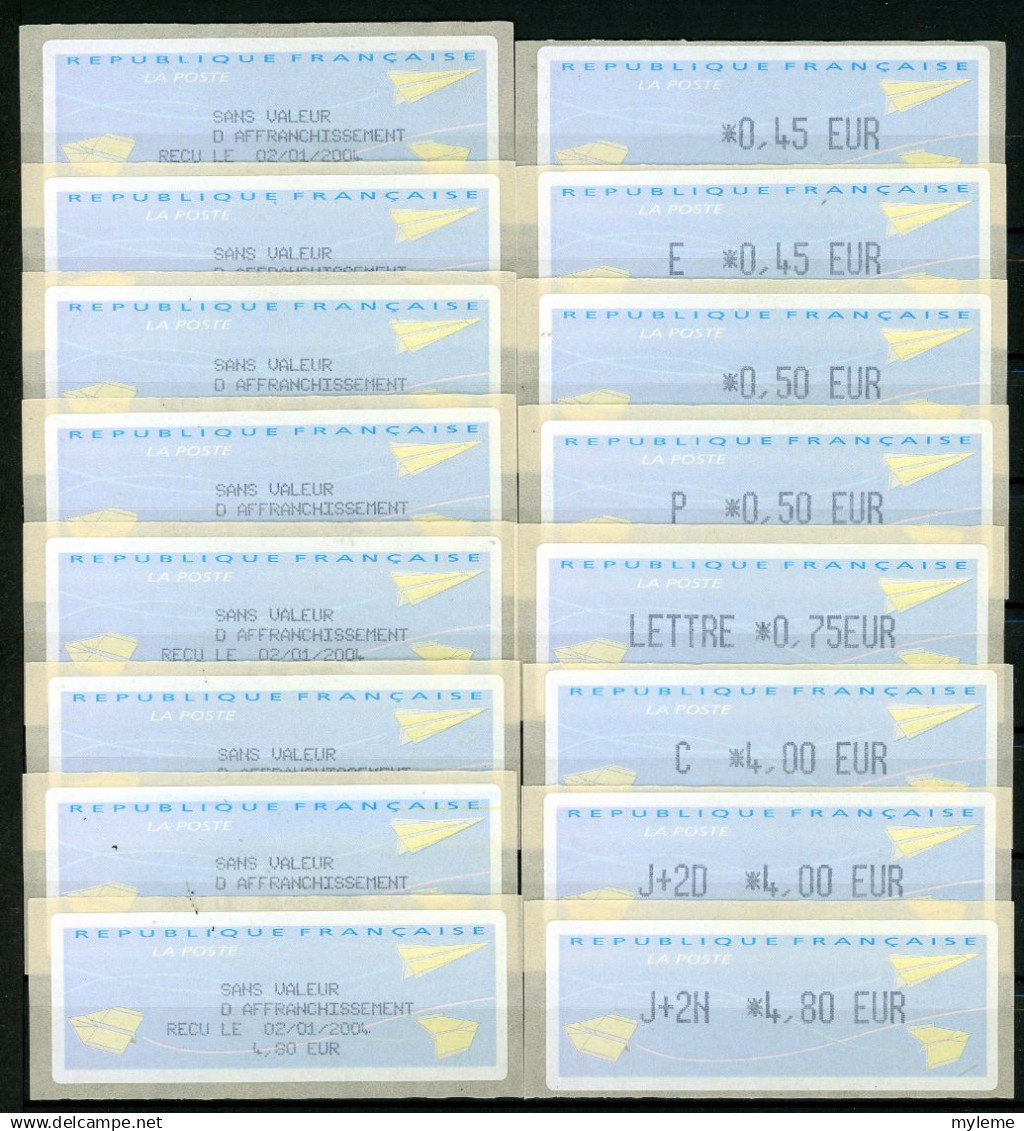 REPUBLIQUE FRANÇAISE
LA POSTE
SANS VALEUR
D AFFRANCHISSEMENT
RECU LE 02/01/2004
REPUBLIQUE FRANÇAISE
LA POSTE
SANS VALEUR
D AFFRANCHISSEMENT
REPUBLIQUE FRANÇAISE
LA POSTE
SANS VALEUR
D AFFRANCHISSEMENT
REPUBLIQUE FRANÇAISE
LA POSTE
SANS VALEUR
D AFFRANCHISSEMENT
REPUBLIQUE FRANÇAISE
LA POSTE
SANS VALEUR
D AFFRANCHISSEMENT
RECU LE 02/01/2004
REPUBLIQUE FRANÇAISE
LA POSTE
SANS VALEUR
D AFFRANCHISSEMENT
REPUBLIQUE FRANÇAISE
LA POSTE
SANS VALEUR
D AFFRANCHISSEMENT
REPUBLIQUE FRANÇAISE
LA POSTE
SANS VALEUR
D AFFRANCHISSEMENT
RECU LE 02/01/2004
4,80 EUR
REPUBLIQUE FRANÇAISE
LA POSTE
*0,45 EUR
REPUBLIQUE FRANÇAISE
LA POSTE
E *0,45 EUR
REPUBLIQUE FRANÇAISE
LA POSTE
*0,50 EUR
REPUBLIQUE FRANÇAISE
LA POSTE
P *0,50 EUR
REPUBLIQUE FRANÇAISE
LA POSTE
LETTRE *0,75EUR
REPUBLIQUE FRANÇAISE
LA POSTE
C *4,00 EUR
REPUBLIQUE FRANÇAISE
LA POSTE
J+2D *4,00 EUR
REPUBLIQUE FRANÇAISE
LA POSTE
J+2N *4,80 EUR
myleme